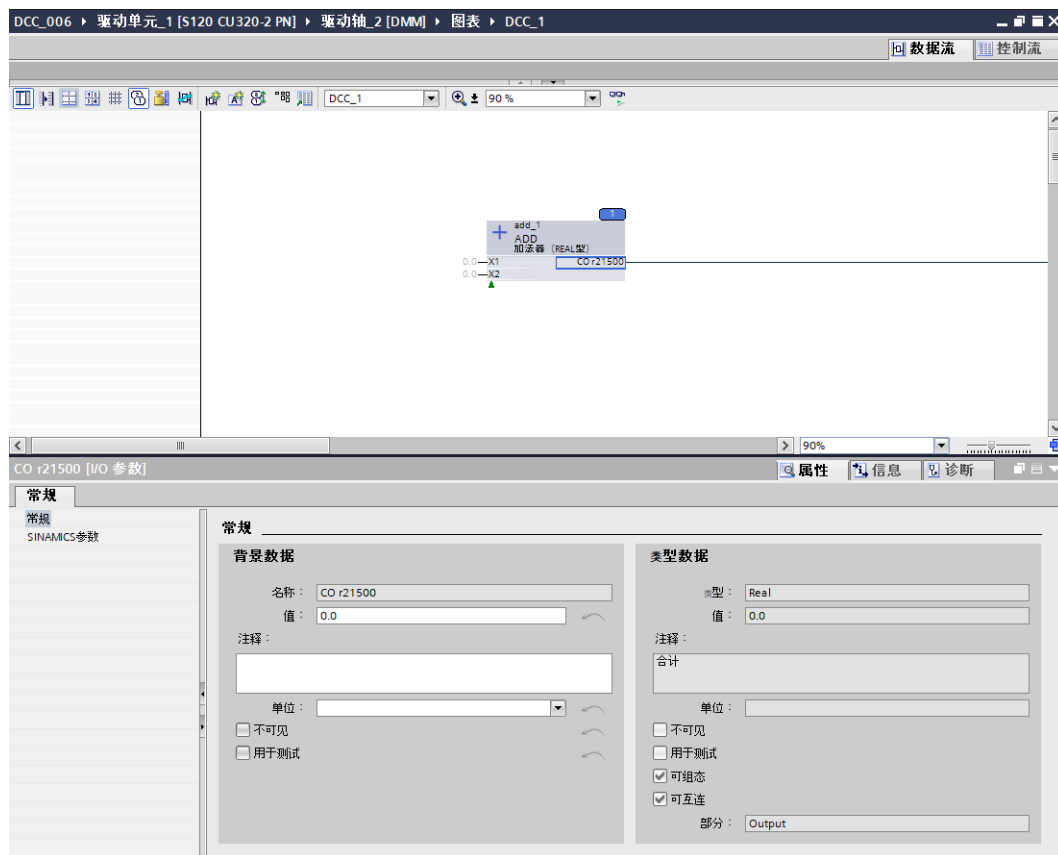 DCC_006 ▸ 驱动单元_1 [S120 CU320-2 PN] ▸ 驱动轴_2 [DMM] ▸ 图表 ▸ DCC_1
数据流 控制流
DCC_1 90 %
1
add_1
ADD
加法器 (REAL型)
0.0 X1 CO r21500
0.0 X2
90%
CO r21500 [I/O 参数] 属性 信息 诊断
常规
常规
SINAMICS参数
常规
背景数据
名称: CO r21500
值: 0.0
注释:
单位:
不可见
用于测试
类型数据
类型: Real
值: 0.0
注释:
合计
单位:
不可见
用于测试
可组态
可互连
部分: Output